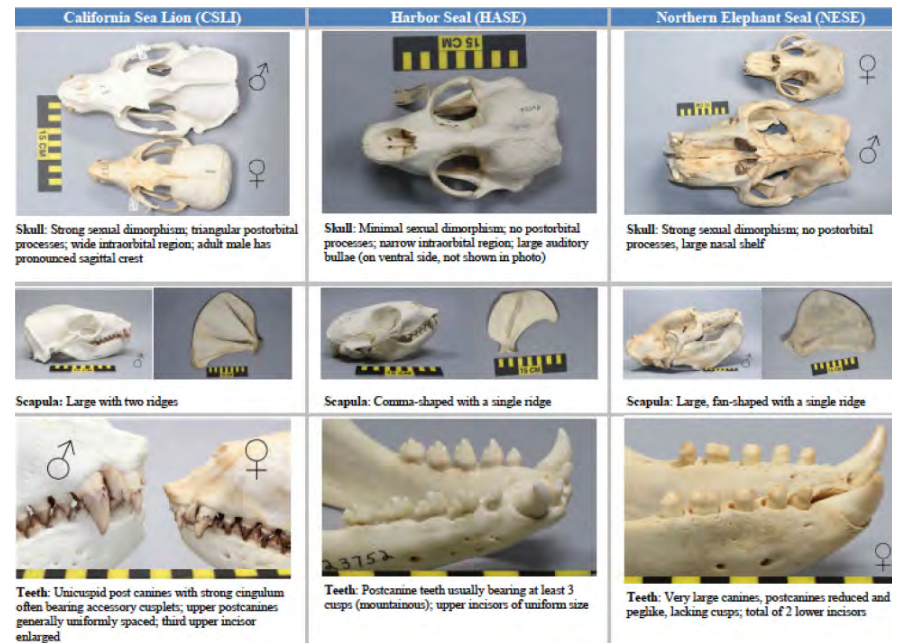 California Sea Lion (CSLI)
Harbor Seal (HASE)
Northern Elephant Seal (NESE)
15 CM
15 CM
Skull: Strong sexual dimorphism; triangular postorbital
processes; wide intraorbital region; adult male has
pronounced sagittal crest
Skull: Minimal sexual dimorphism; no postorbital
processes; narrow intraorbital region; large auditory
bullae (on ventral side, not shown in photo)
Skull: Strong sexual dimorphism; no postorbital
processes, large nasal shelf
15 CM
Scapula: Large with two ridges
Scapula: Comma-shaped with a single ridge
Scapula: Large, fan-shaped with a single ridge
23752
Teeth: Unicuspid post canines with strong cingulum
often bearing accessory cusplets; upper postcanines
generally uniformly spaced; third upper incisor
enlarged
Teeth: Postcanine teeth usually bearing at least 3
cusps (mountainous); upper incisors of uniform size
Teeth: Very large canines, postcanines reduced and
peglike, lacking cusps; total of 2 lower incisors